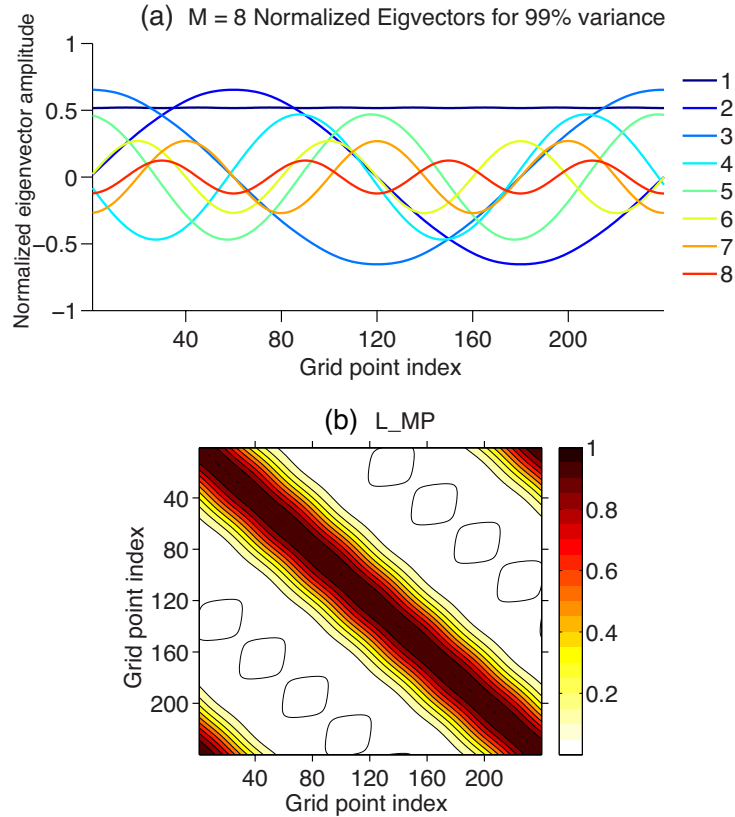 (a) M = 8 Normalized Eigvectors for 99% variance
Normalized eigenvector amplitude
1
0.5
0
−0.5
−1
40 80 120 160 200
Grid point index
1
2
3
4
5
6
7
8
(b) L_MP
Grid point index
40
80
120
160
200
40 80 120 160 200
Grid point index
1
0.8
0.6
0.4
0.2